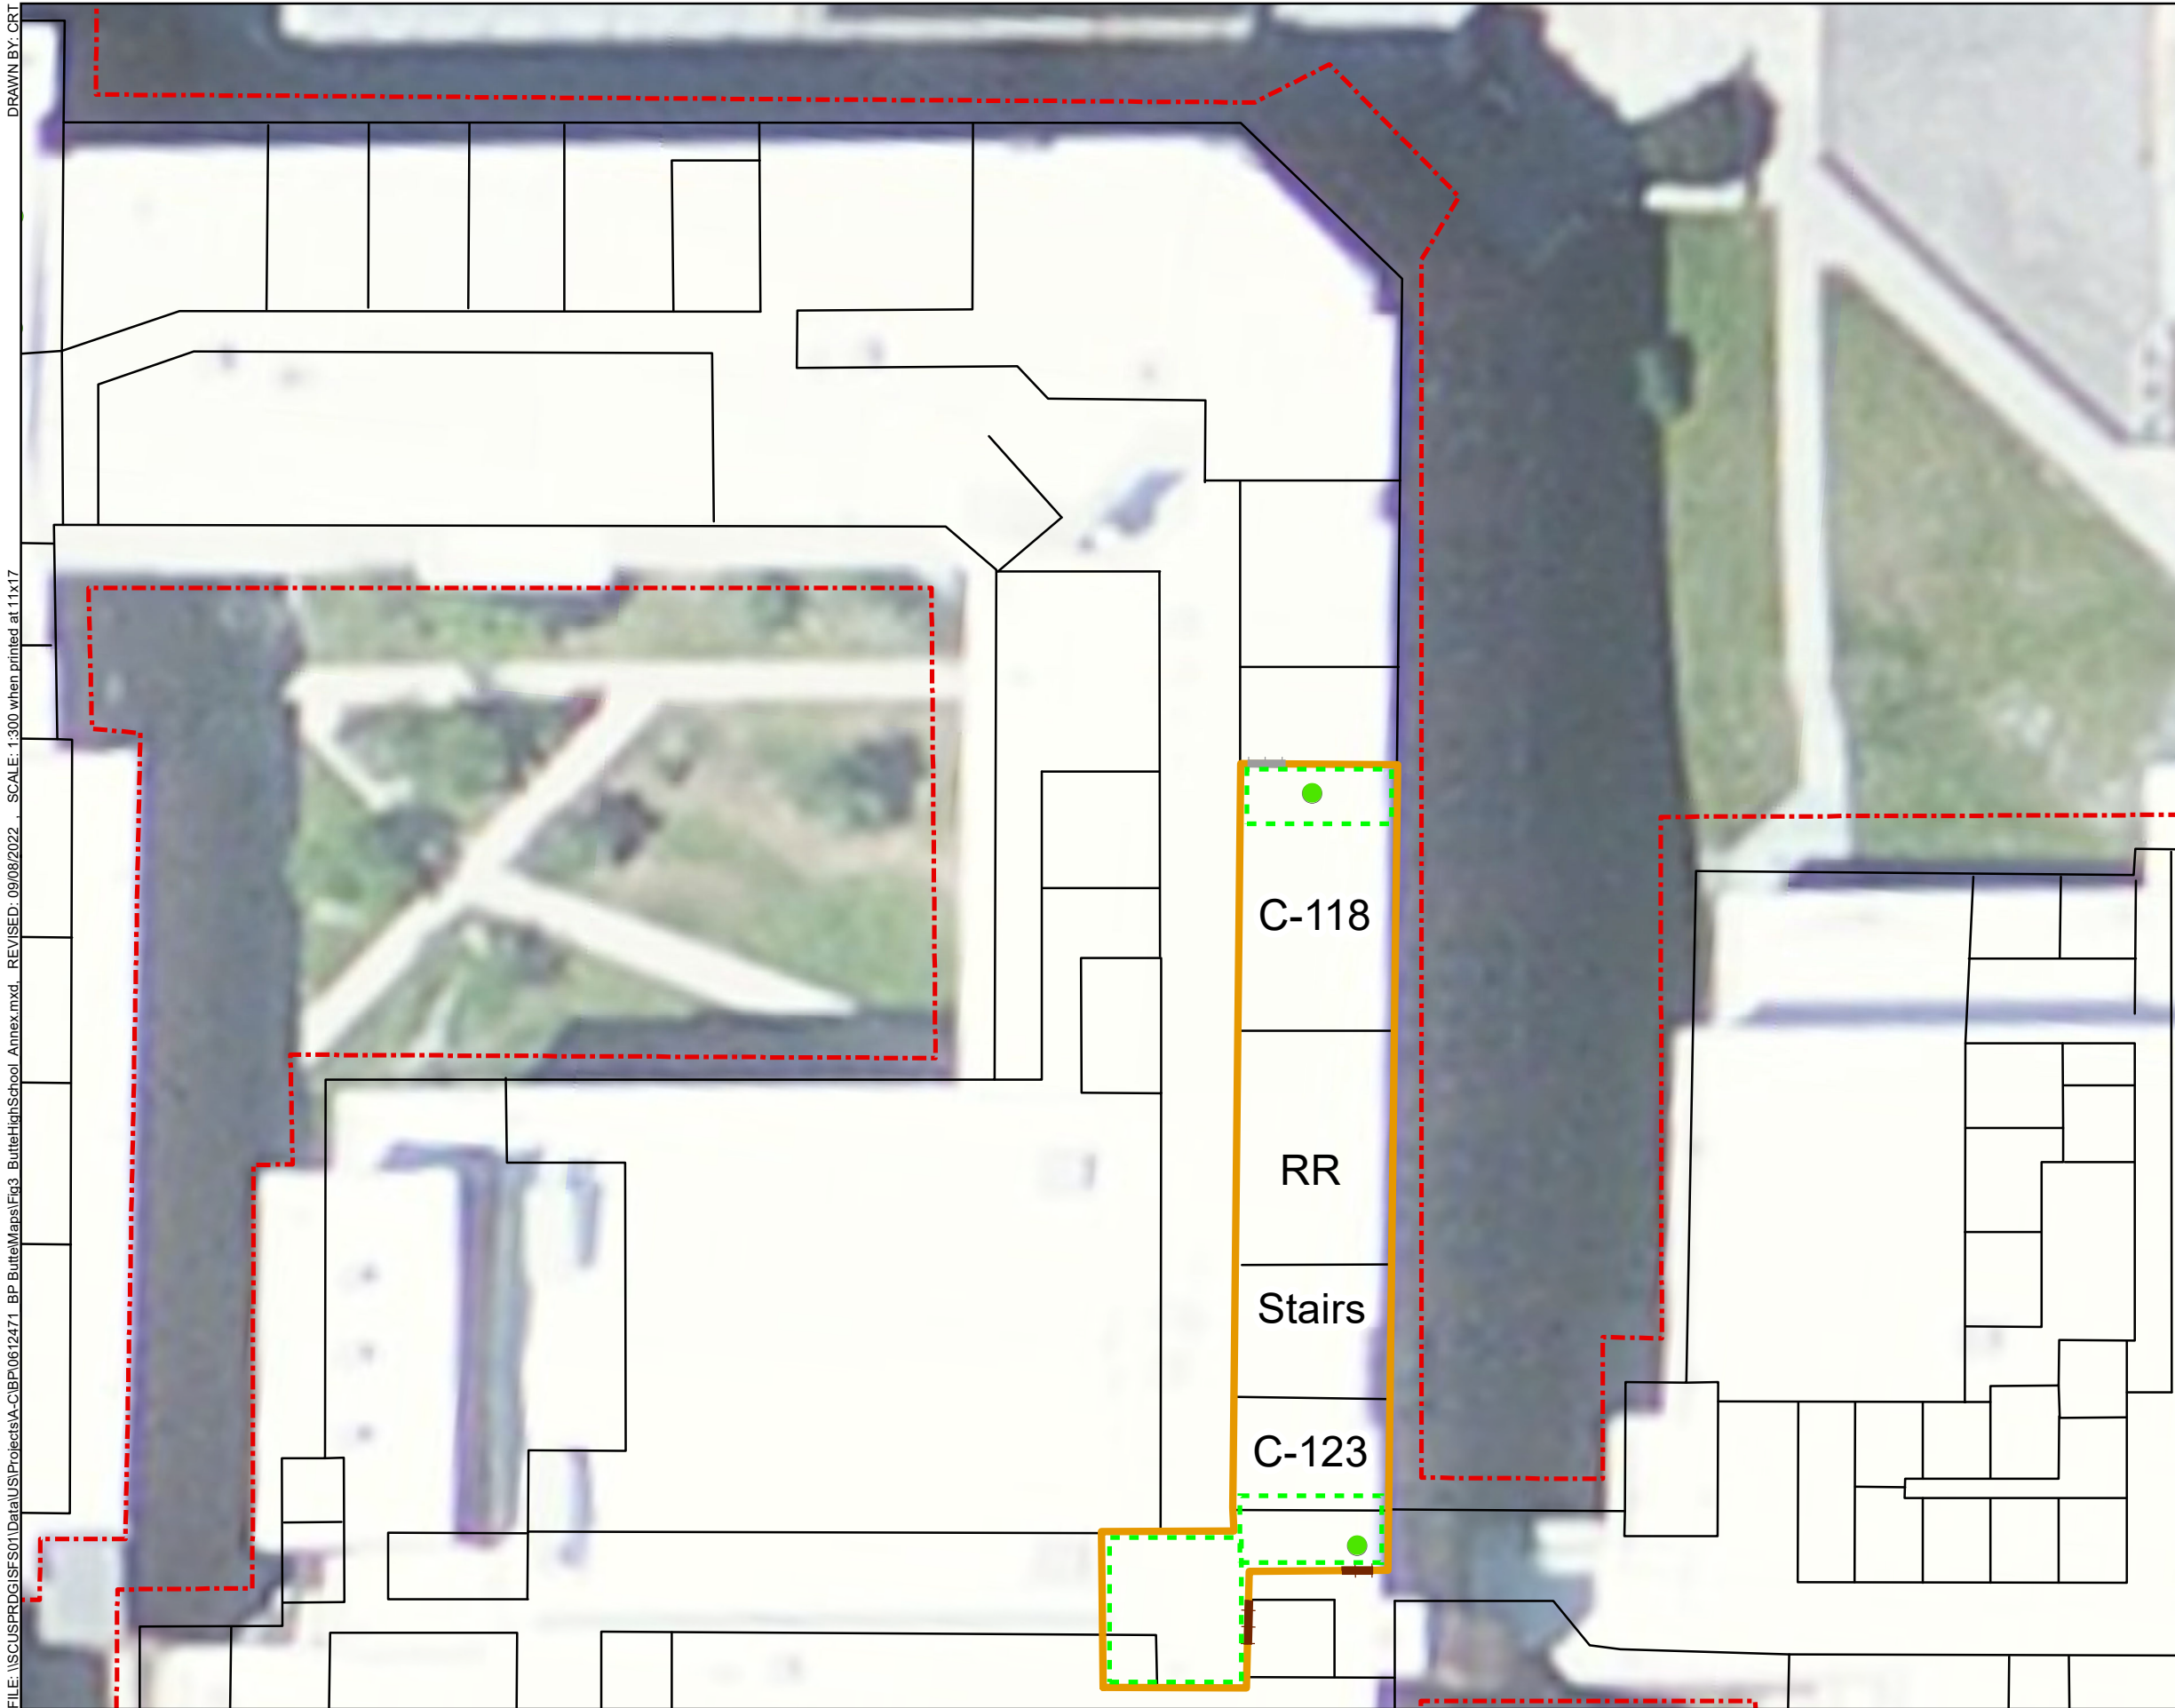 DRAWN BY: CRT
FILE: \\SCUSPRDGISFS01\Data\US\Projects\A-C\BP\0612471_BP Butte\Maps\Fig3_ButteHighSchool_Annex.mxd, REVISED: 09/08/2022 , SCALE: 1:300 when printed at 11x17
C-118
RR
Stairs
C-123